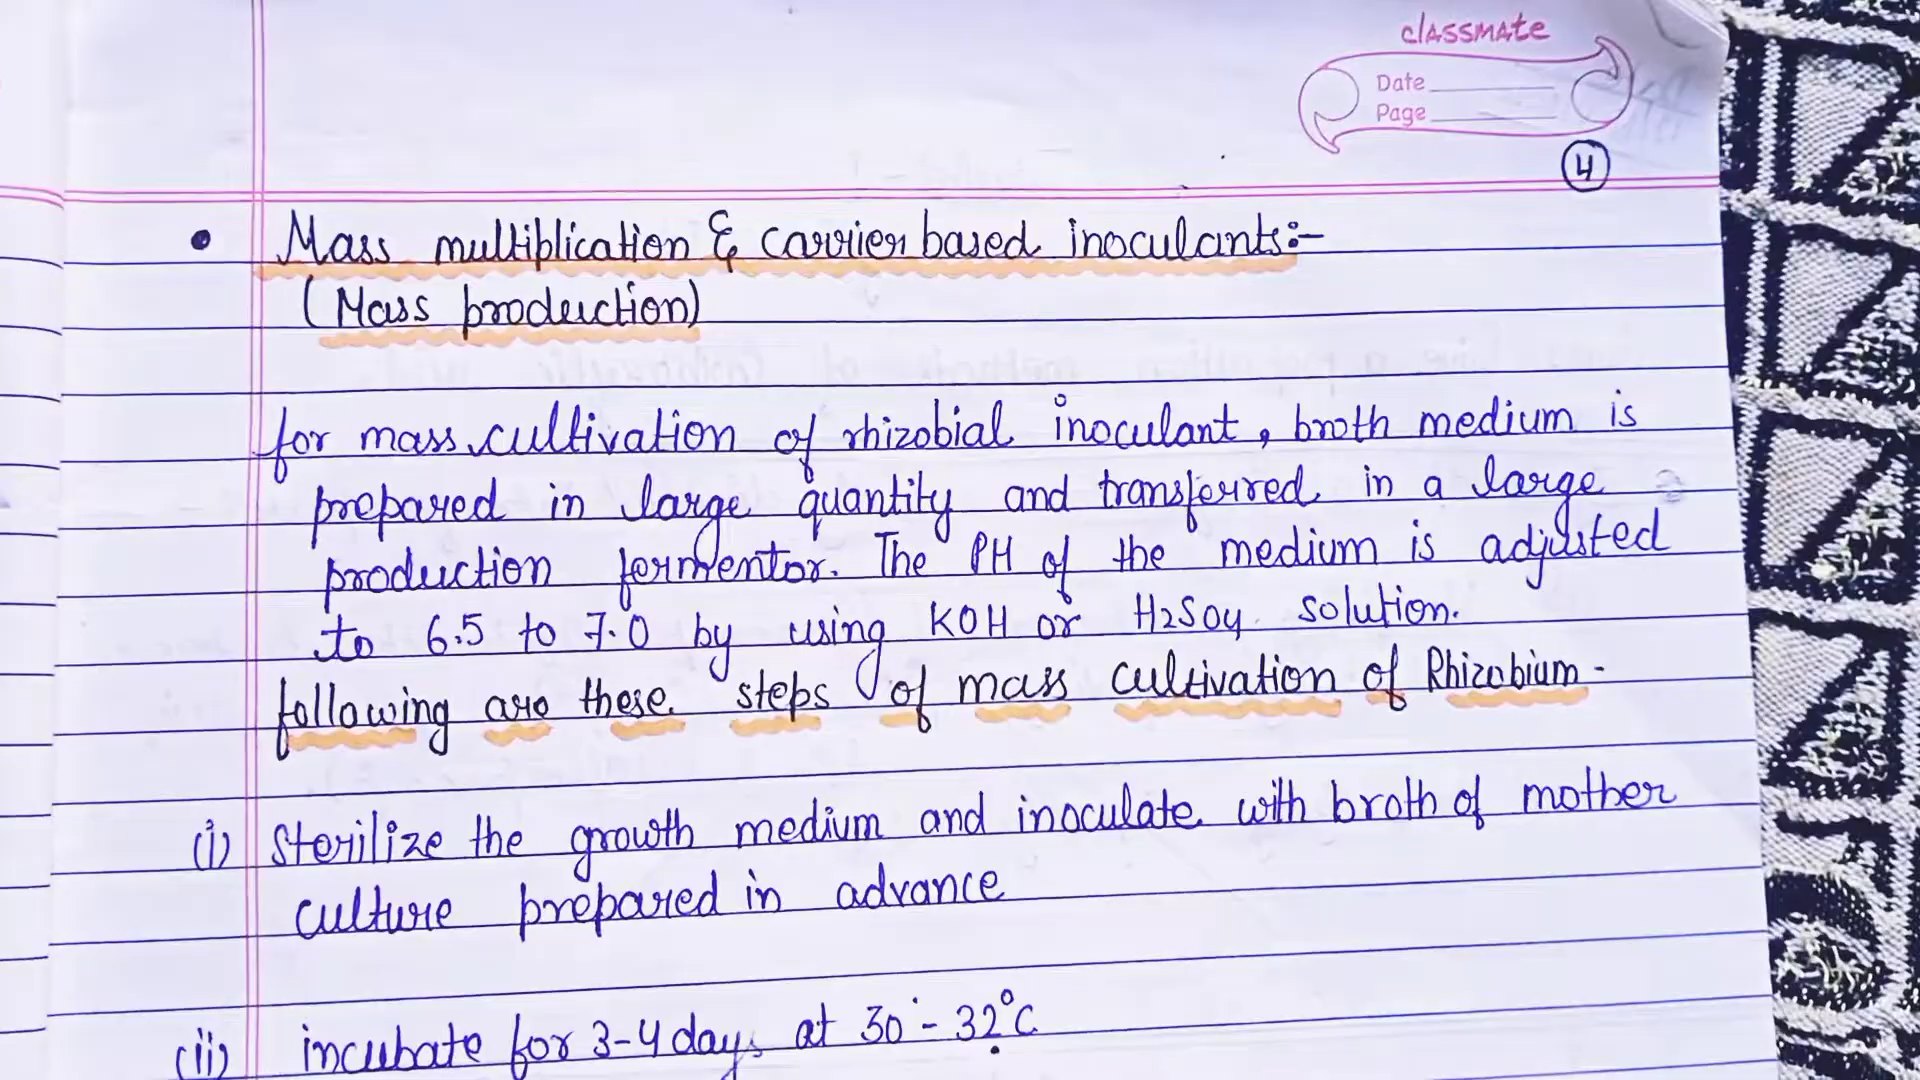 classmate
Date
Page
4
• Mass multiplication & carrier based inoculants:-
(Mass production)
for mass cultivation of rhizobial inoculant, broth medium is
prepared in large quantity and transferred in a large
production fermentor. The PH of the medium is adjusted
to 6.5 to 7.0 by using KOH or H2SO4 solution.
following are these steps of mass cultivation of Rhizobium -
(i) Sterilize the growth medium and inoculate with broth of mother
culture prepared in advance
(ii) incubate for 3-4 days at 30°-32°C